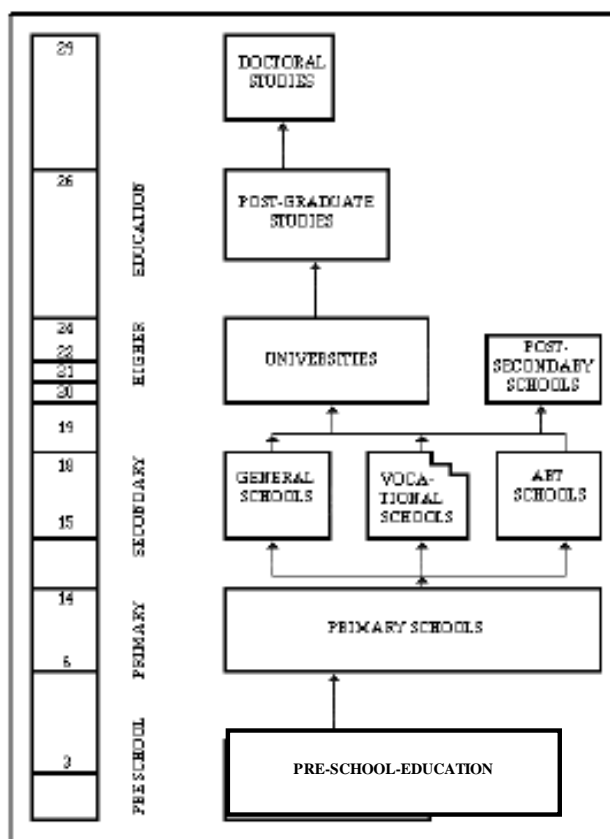 29
DOCTORAL
STUDIES
26
POST-GRADUATE
STUDIES
EDUCATION
HIGHER
24
22
21
20
UNIVERSITIES
POST-
SECONDARY
SCHOOLS
19
18
15
SECONDARY
GENERAL
SCHOOLS
VOCA-
TIONAL
SCHOOLS
ART
SCHOOLS
14
6
PRIMARY
PRIMARY SCHOOLS
3
PRESCHOOL
PRE-SCHOOL-EDUCATION